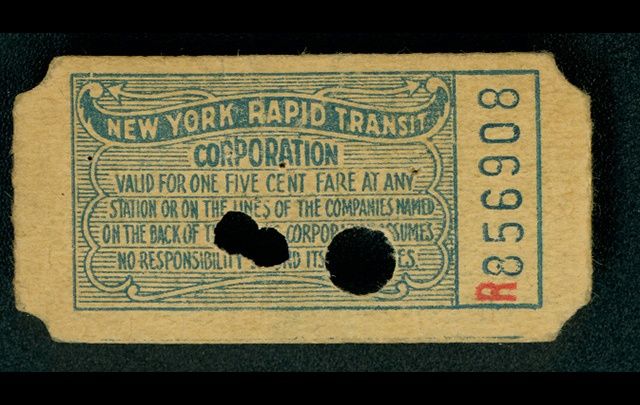 NEW YORK RAPID TRANSIT
CORPORATION
VALID FOR ONE FIVE CENT FARE AT ANY
STATION OR ON THE LINES OF THE COMPANIES NAMED
ON THE BACK OF CORPORATION ASSUMES
NO RESPONSIBILITY ITS
R856908